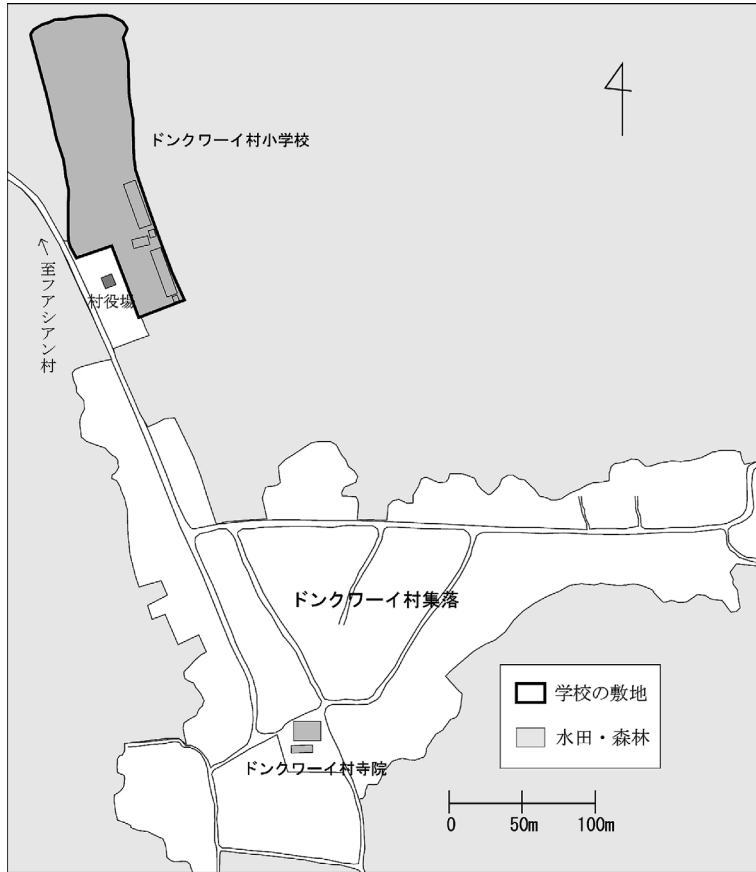 ドンクワーイ村小学校
←至フアシアン村
村役場
ドンクワーイ村集落
学校の敷地
水田・森林
ドンクワーイ村寺院
0 50m 100m